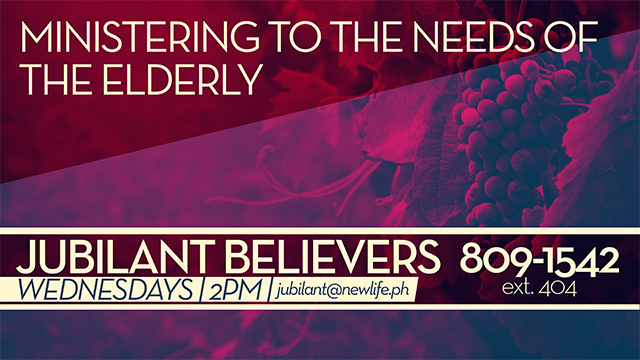 MINISTERING TO THE NEEDS OF
THE ELDERLY
JUBILANT BELIEVERS
WEDNESDAYS | 2PM | jubilant@newlife.ph
809-1542
ext. 404